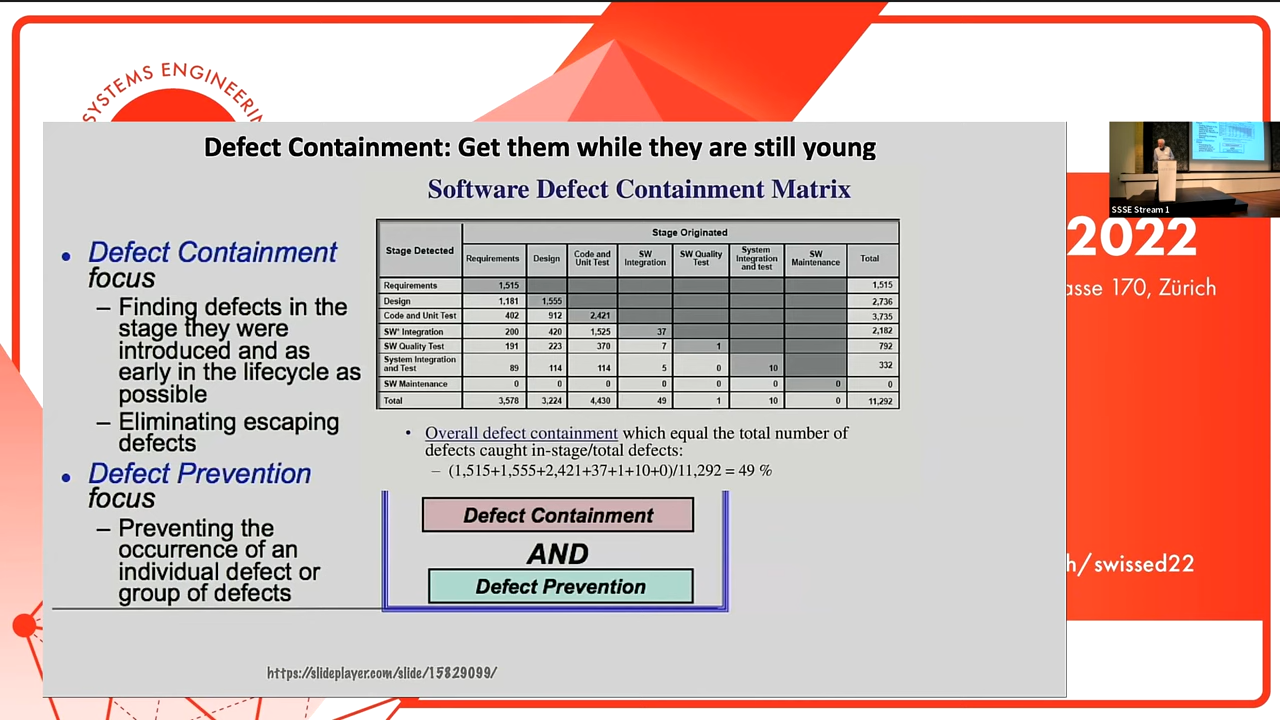 SYSTEMS ENGINEERIN
Defect Containment: Get them while they are still young
Software Defect Containment Matrix
• Defect Containment
focus
– Finding defects in the
stage they were
introduced and as
early in the lifecycle as
possible
– Eliminating escaping
defects
• Defect Prevention
focus
– Preventing the
occurrence of an
individual defect or
group of defects
Stage Detected Stage Originated
Requirements Design Code and Unit Test SW Integration SW Quality Test System Integration and test SW Maintenance Total
Requirements 1,515 1,515
Design 1,181 1,555 2,736
Code and Unit Test 402 912 2,421 3,735
SW' Integration 200 420 1,525 37 2,182
SW Quality Test 191 223 370 7 1 792
System Integration
and Test 89 114 114 5 0 10 332
SW Maintenance 0 0 0 0 0 0 0 0
Total 3,578 3,224 4,430 49 1 10 0 11,292
• Overall defect containment which equal the total number of
defects caught in-stage/total defects:
– (1,515+1,555+2,421+37+1+10+0)/11,292 = 49 %
Defect Containment
AND
Defect Prevention
https://slideplayer.com/slide/15829099/
SSSE Stream 1
2022
asse 170, Zürich
h/swissed22